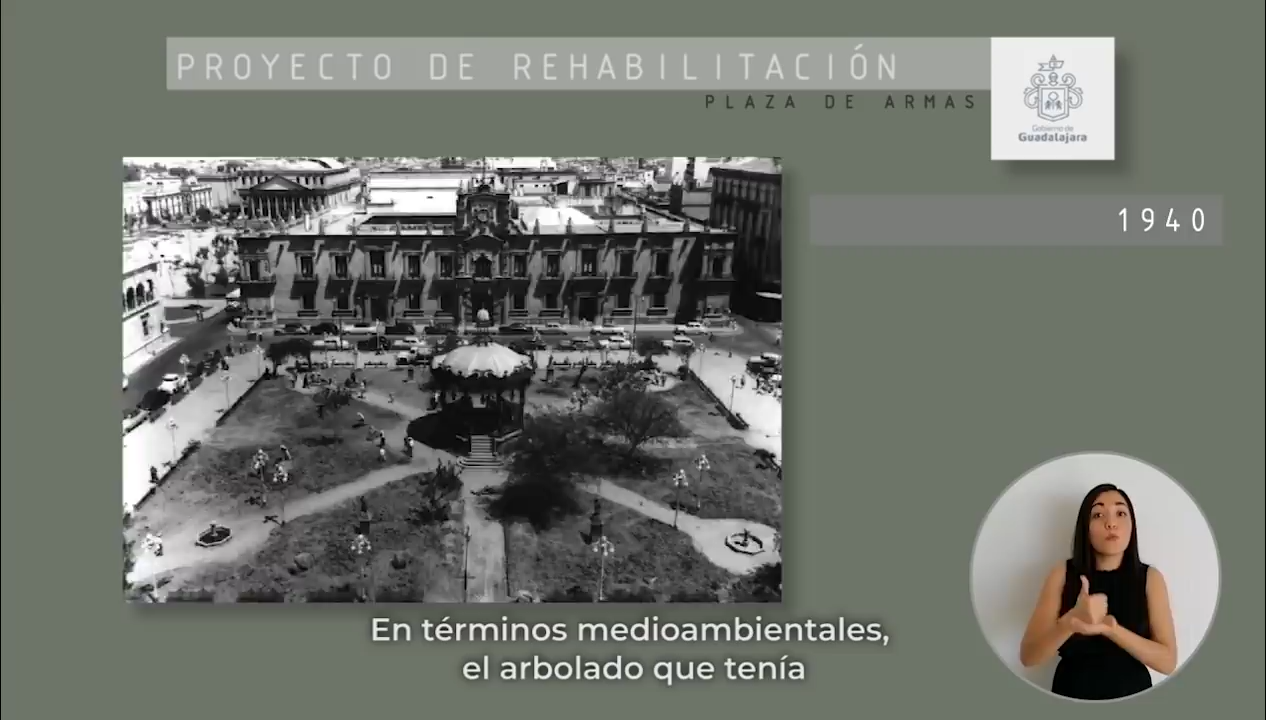 PROYECTO DE REHABILITACIÓN
PLAZA DE ARMAS
Gobierno de
Guadalajara
1940
En términos medioambientales,
el arbolado que tenía